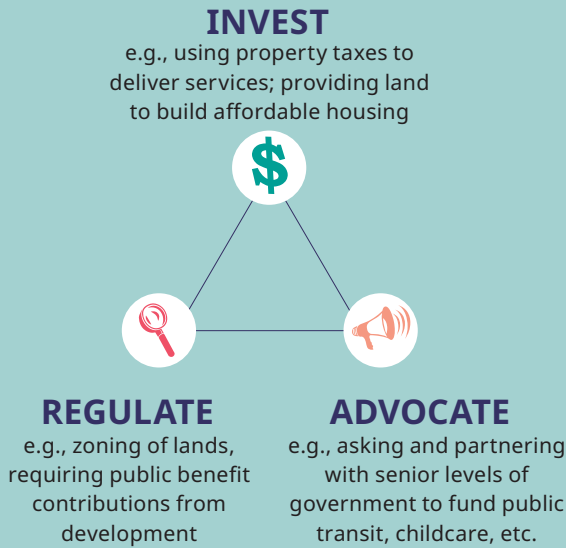 INVEST
e.g., using property taxes to
deliver services; providing land
to build affordable housing
$
REGULATE
e.g., zoning of lands,
requiring public benefit
contributions from
development
ADVOCATE
e.g., asking and partnering
with senior levels of
government to fund public
transit, childcare, etc.